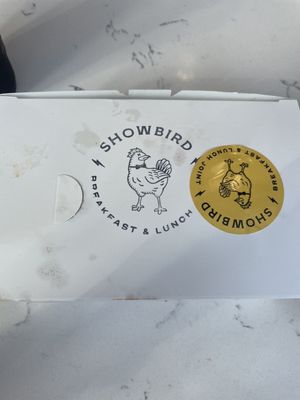 SHOWBIRD
BREAKFAST & LUNCH
SHOWBIRD
BREAKFAST & LUNCH JOINT